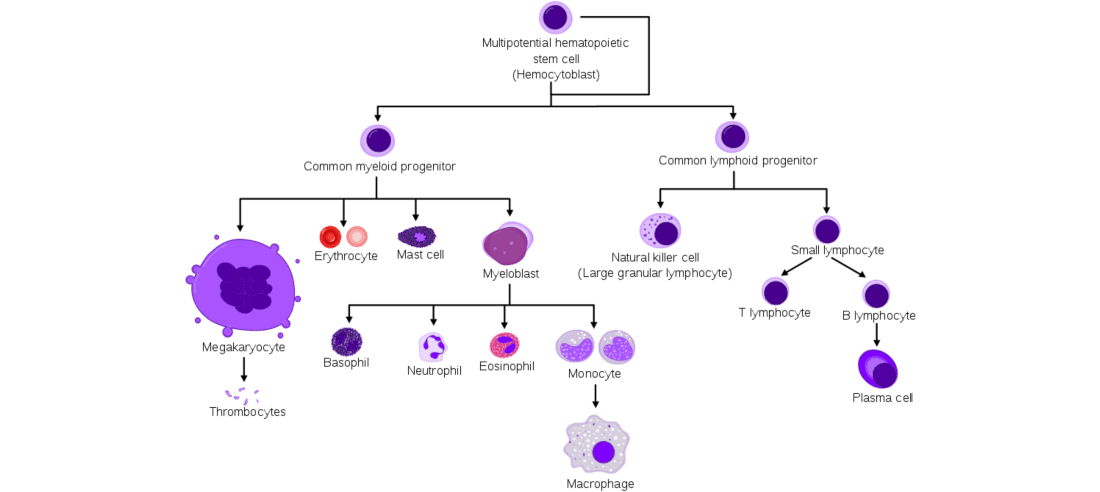 Multipotential hematopoietic
stem cell
(Hemocytoblast)
Common myeloid progenitor
Common lymphoid progenitor
Erythrocyte
Mast cell
Myeloblast
Natural killer cell
(Large granular lymphocyte)
Small lymphocyte
T lymphocyte
B lymphocyte
Megakaryocyte
Basophil
Neutrophil
Eosinophil
Monocyte
Plasma cell
Thrombocytes
Macrophage